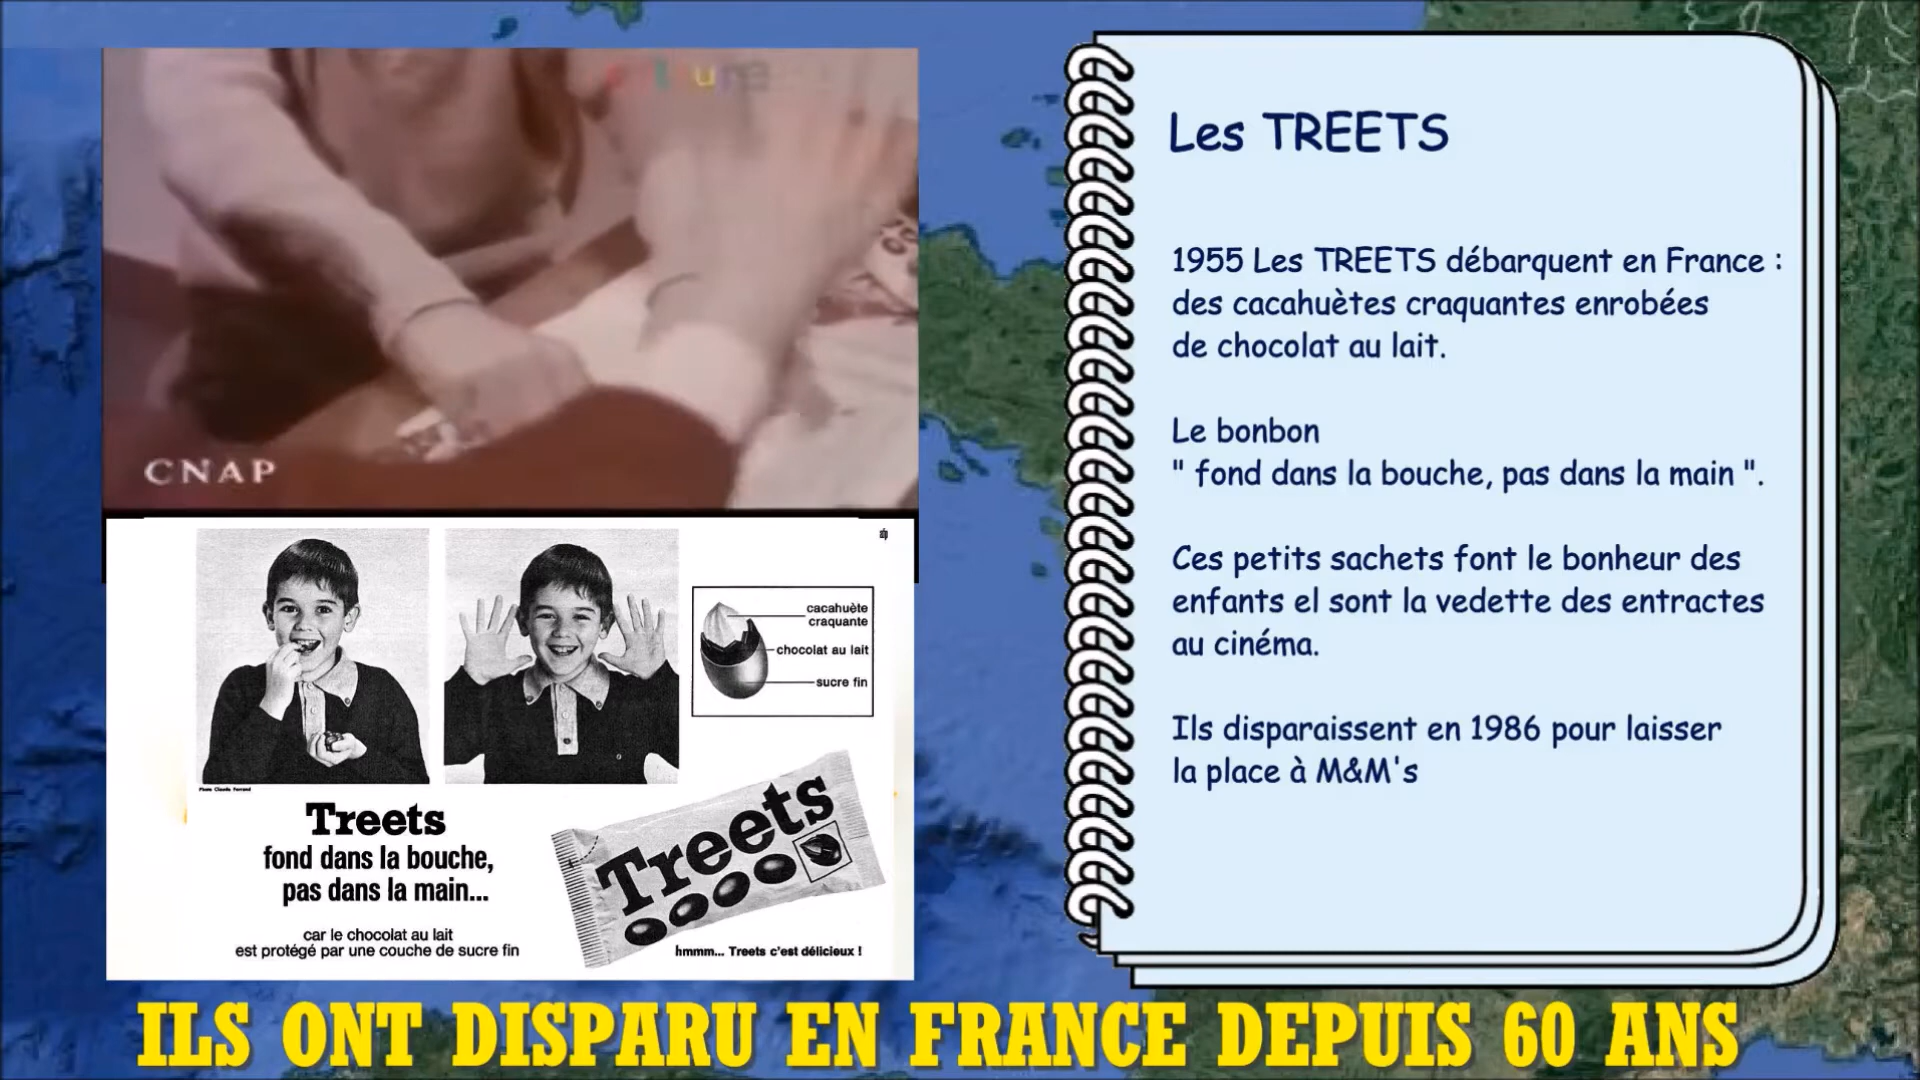 CNAP
cacahuète
craquante
chocolat au lait
sucre fin
Treets
fond dans la bouche,
pas dans la main...
car le chocolat au lait
est protégé par une couche de sucre fin
Treets
hmmm... Treets c'est délicieux !
Les TREETS
1955 Les TREETS débarquent en France :
des cacahuètes craquantes enrobées
de chocolat au lait.
Le bonbon
" fond dans la bouche, pas dans la main ".
Ces petits sachets font le bonheur des
enfants el sont la vedette des entractes
au cinéma.
Ils disparaissent en 1986 pour laisser
la place à M&M's
ILS ONT DISPARU EN FRANCE DEPUIS 60 ANS